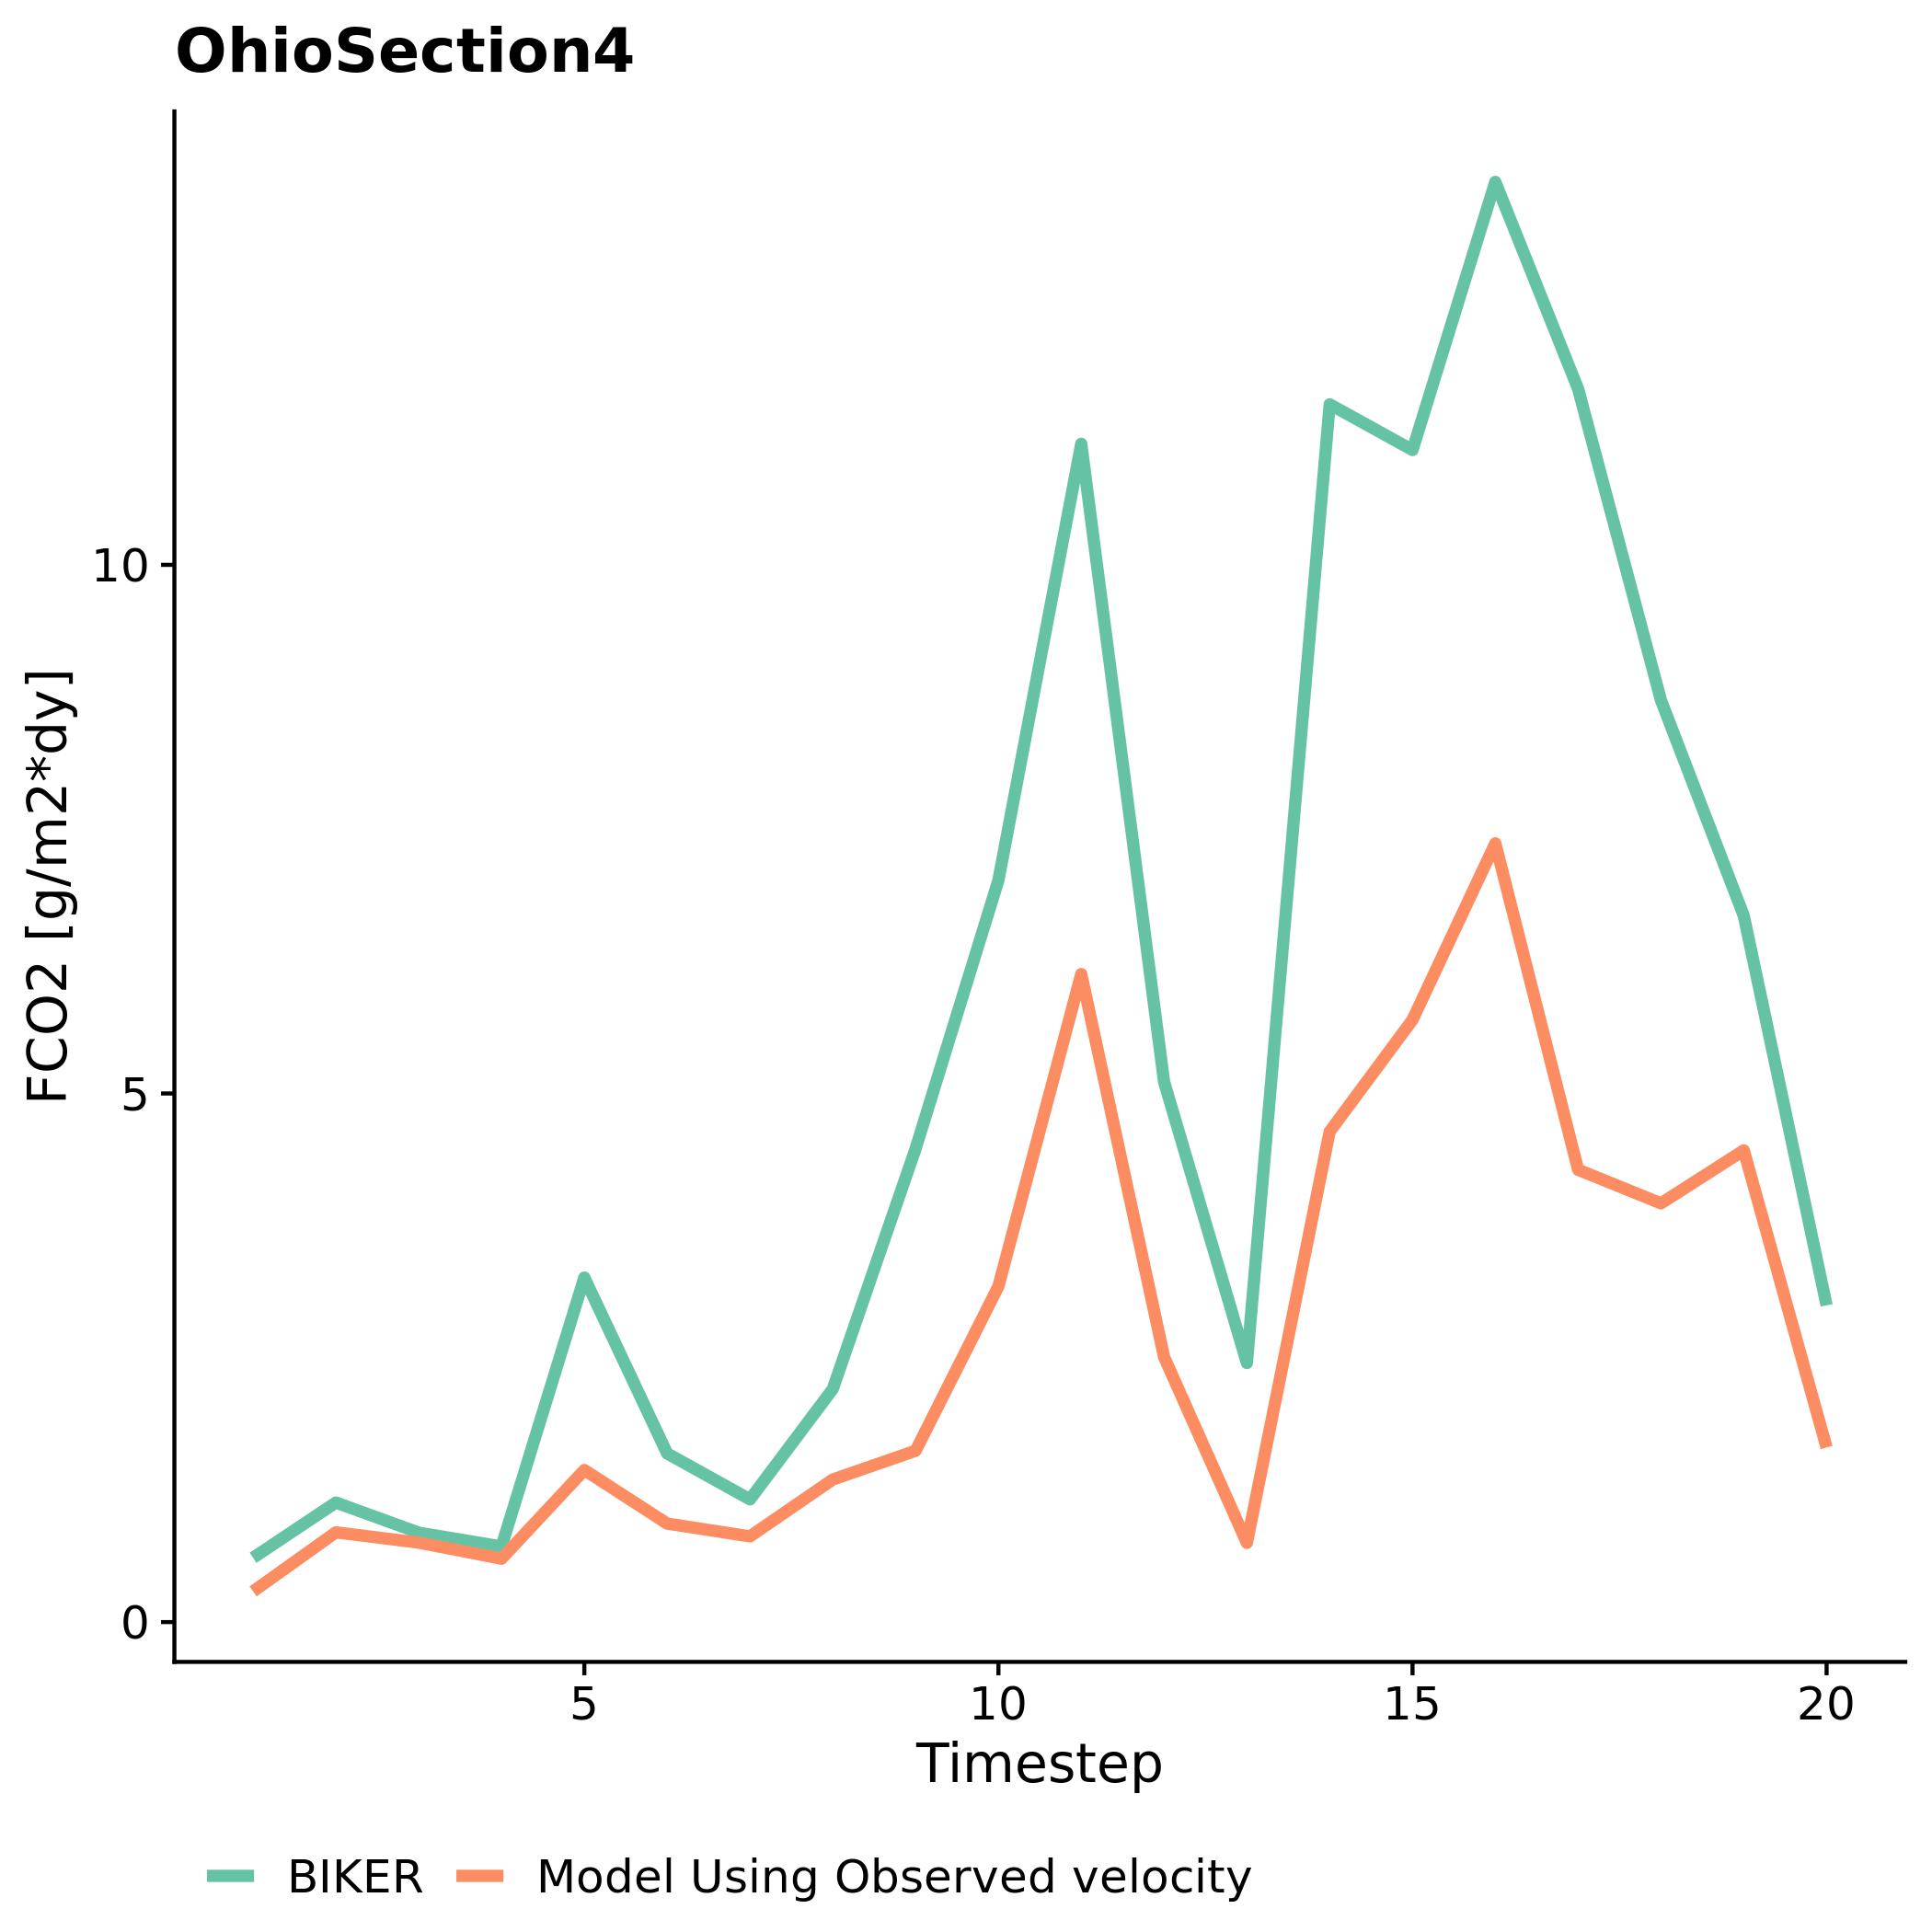 OhioSection4
FCO2 [g/m2*dy]
10
5
0
5
10
15
20
Timestep
BIKER
Model Using Observed velocity